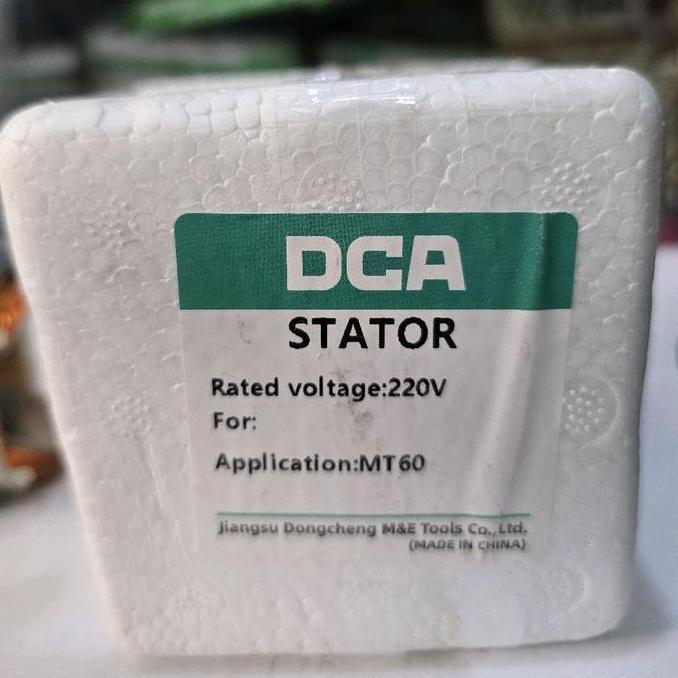 DCA
STATOR
Rated voltage:220V
For:
Application:MT60
Jiangsu Dongcheng M&E Tools Co.,Ltd.
(MADE IN CHINA)